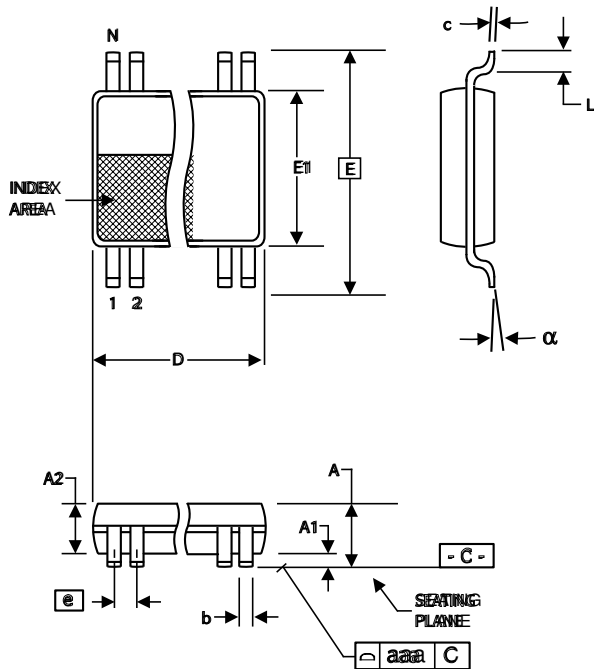 N
c
L
E1
E
INDEX
AREA
1 2
α
D
A2
A
A1
- C -
e
b
SEATING
PLANE
⌓ aaa C